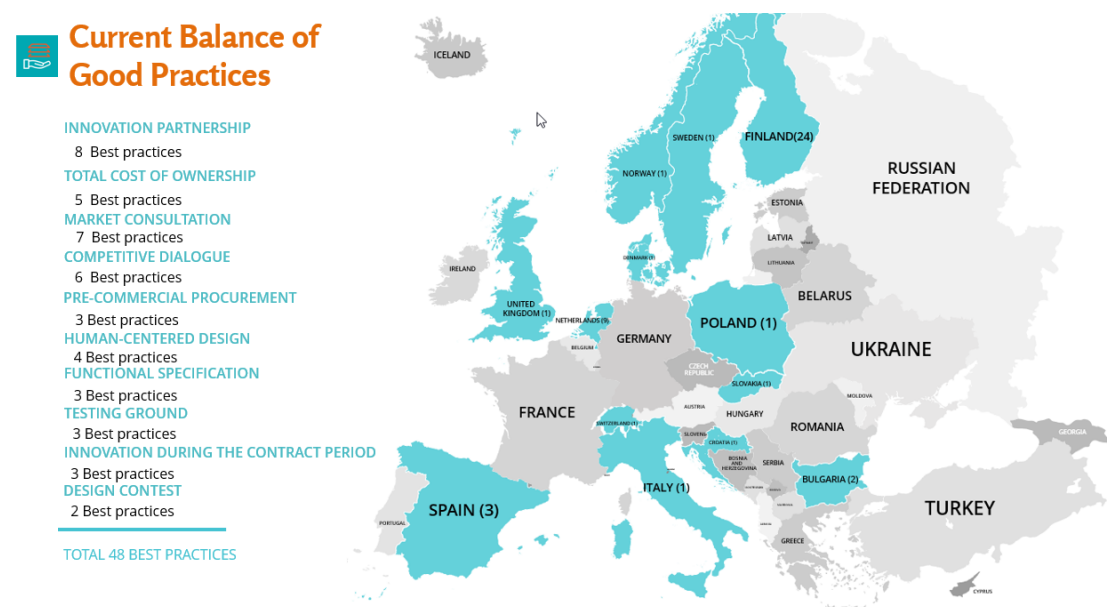 Current Balance of
Good Practices
INNOVATION PARTNERSHIP
8 Best practices
TOTAL COST OF OWNERSHIP
5 Best practices
MARKET CONSULTATION
7 Best practices
COMPETITIVE DIALOGUE
6 Best practices
PRE-COMMERCIAL PROCUREMENT
3 Best practices
HUMAN-CENTERED DESIGN
4 Best practices
FUNCTIONAL SPECIFICATION
3 Best practices
TESTING GROUND
3 Best practices
INNOVATION DURING THE CONTRACT PERIOD
3 Best practices
DESIGN CONTEST
2 Best practices
TOTAL 48 BEST PRACTICES
ICELAND
SWEDEN (1)
FINLAND(24)
NORWAY (1)
RUSSIAN
FEDERATION
ESTONIA
LATVIA
LITHUANIA
DENMARK
IRELAND
UNITED
KINGDOM (1)
NETHERLANDS (9)
BELGIUM
GERMANY
POLAND (1)
BELARUS
UKRAINE
CZECH
REPUBLIC
SLOVAKIA (1)
AUSTRIA
HUNGARY
MOLDOVA
ROMANIA
FRANCE
SWITZERLAND (1)
SLOVENIA
CROATIA (1)
BOSNIA
AND
HERZEGOVINA
SERBIA
BULGARIA (2)
ITALY (1)
SPAIN (3)
PORTUGAL
GREECE
TURKEY
GEORGIA
CYPRUS